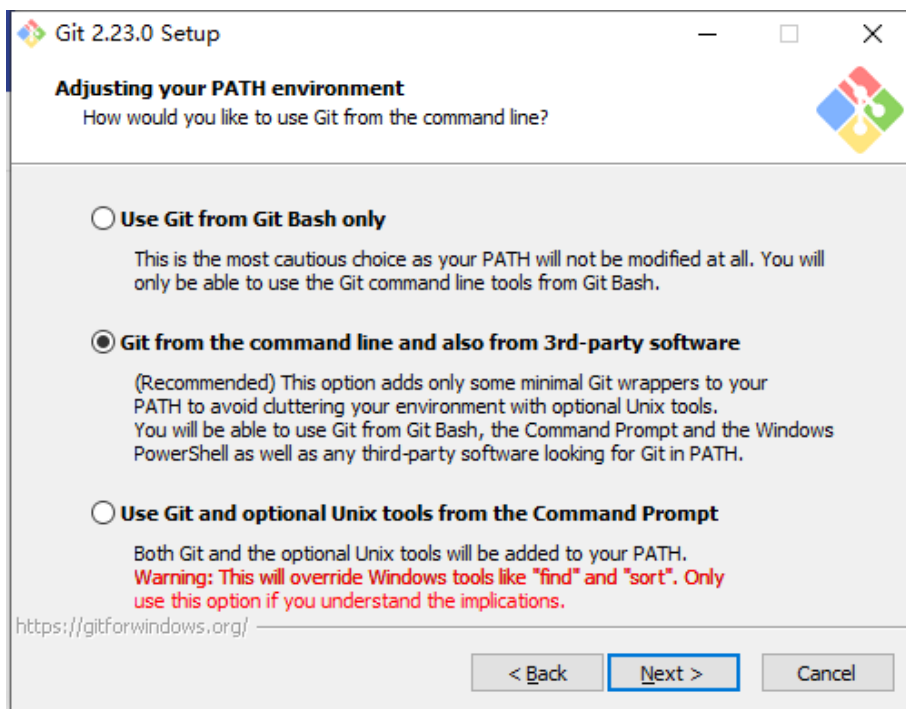 Git 2.23.0 Setup
Adjusting your PATH environment
How would you like to use Git from the command line?
Use Git from Git Bash only
This is the most cautious choice as your PATH will not be modified at all. You will
only be able to use the Git command line tools from Git Bash.
Git from the command line and also from 3rd-party software
(Recommended) This option adds only some minimal Git wrappers to your
PATH to avoid cluttering your environment with optional Unix tools.
You will be able to use Git from Git Bash, the Command Prompt and the Windows
PowerShell as well as any third-party software looking for Git in PATH.
Use Git and optional Unix tools from the Command Prompt
Both Git and the optional Unix tools will be added to your PATH.
Warning: This will override Windows tools like "find" and "sort". Only
use this option if you understand the implications.
https://gitforwindows.org/
< Back
Next >
Cancel